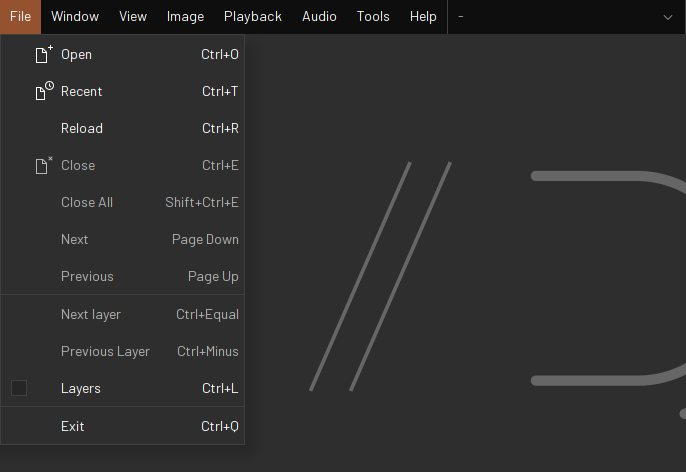 File Window View Image Playback Audio Tools Help -
Open Ctrl+O
Recent Ctrl+T
Reload Ctrl+R
Close Ctrl+E
Close All Shift+Ctrl+E
Next Page Down
Previous Page Up
Next layer Ctrl+Equal
Previous Layer Ctrl+Minus
Layers Ctrl+L
Exit Ctrl+Q